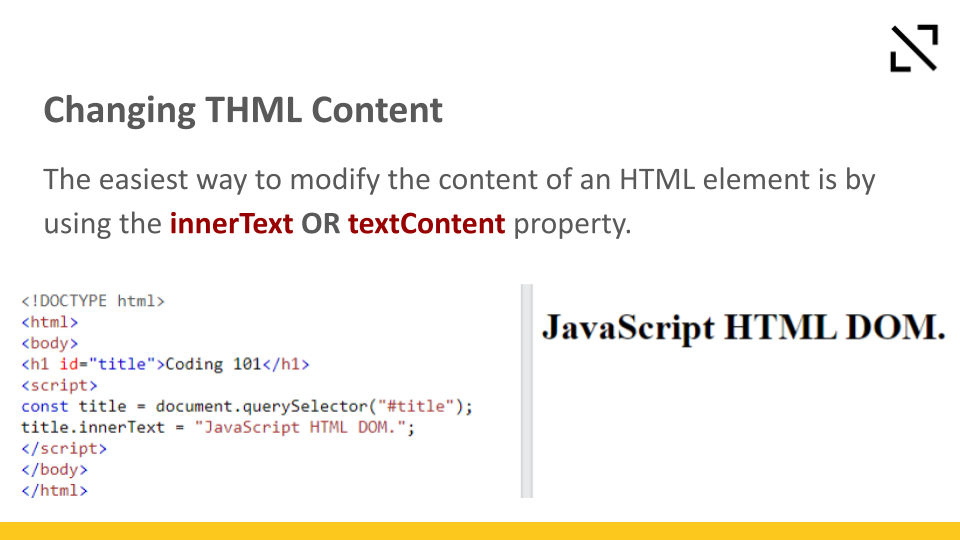 Changing THML Content
The easiest way to modify the content of an HTML element is by
using the innerText OR textContent property.
<!DOCTYPE html>
<html>
<body>
<h1 id="title">Coding 101</h1>
<script>
const title = document.querySelector("#title");
title.innerText = "JavaScript HTML DOM.";
</script>
</body>
</html>
JavaScript HTML DOM.